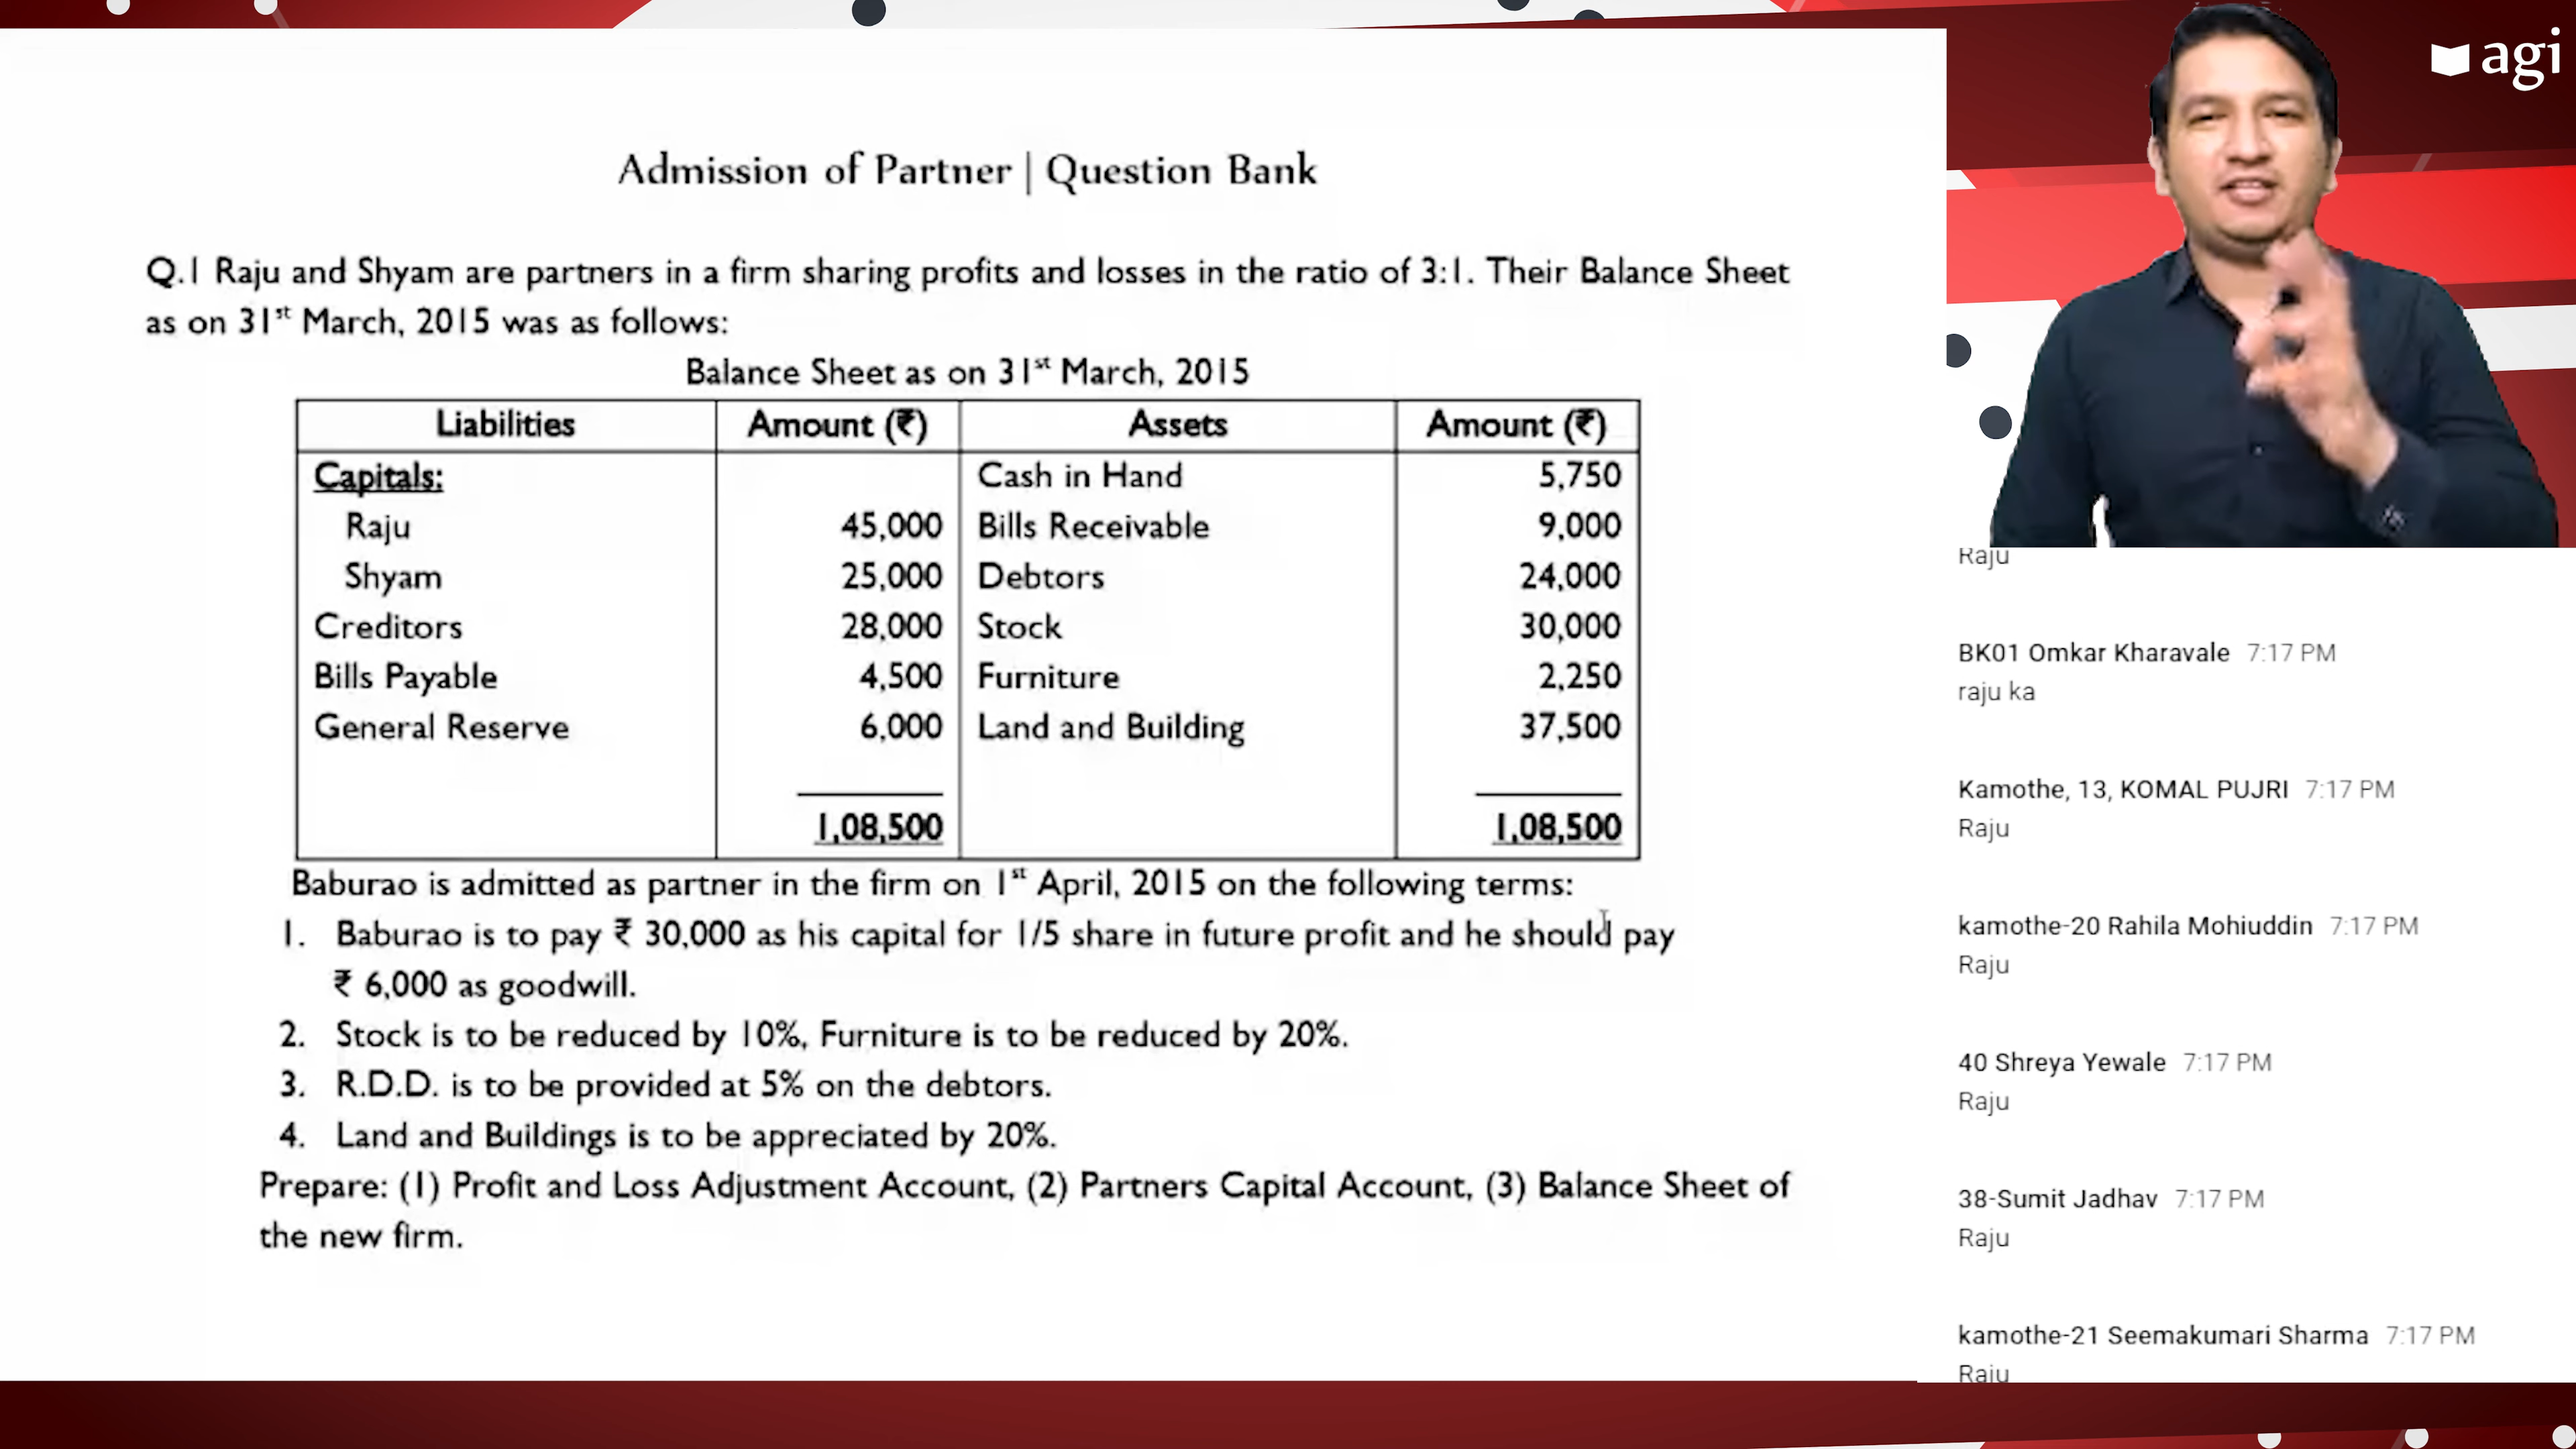 agi
Admission of Partner | Question Bank
Q.1 Raju and Shyam are partners in a firm sharing profits and losses in the ratio of 3:1. Their Balance Sheet
as on 31st March, 2015 was as follows:
Balance Sheet as on 31st March, 2015
Liabilities Amount (₹) Assets Amount (₹)
Capitals: Cash in Hand 5,750
Raju 45,000 Bills Receivable 9,000
Shyam 25,000 Debtors 24,000
Creditors 28,000 Stock 30,000
Bills Payable 4,500 Furniture 2,250
General Reserve 6,000 Land and Building 37,500
1,08,500 1,08,500
Baburao is admitted as partner in the firm on 1st April, 2015 on the following terms:
1. Baburao is to pay ₹ 30,000 as his capital for 1/5 share in future profit and he should pay
₹ 6,000 as goodwill.
2. Stock is to be reduced by 10%, Furniture is to be reduced by 20%.
3. R.D.D. is to be provided at 5% on the debtors.
4. Land and Buildings is to be appreciated by 20%.
Prepare: (1) Profit and Loss Adjustment Account, (2) Partners Capital Account, (3) Balance Sheet of
the new firm.
Raju
BK01 Omkar Kharavale 7:17 PM
raju ka
Kamothe, 13, KOMAL PUJRI 7:17 PM
Raju
kamothe-20 Rahila Mohiuddin 7:17 PM
Raju
40 Shreya Yewale 7:17 PM
Raju
38-Sumit Jadhav 7:17 PM
Raju
kamothe-21 Seemakumari Sharma 7:17 PM
Raju